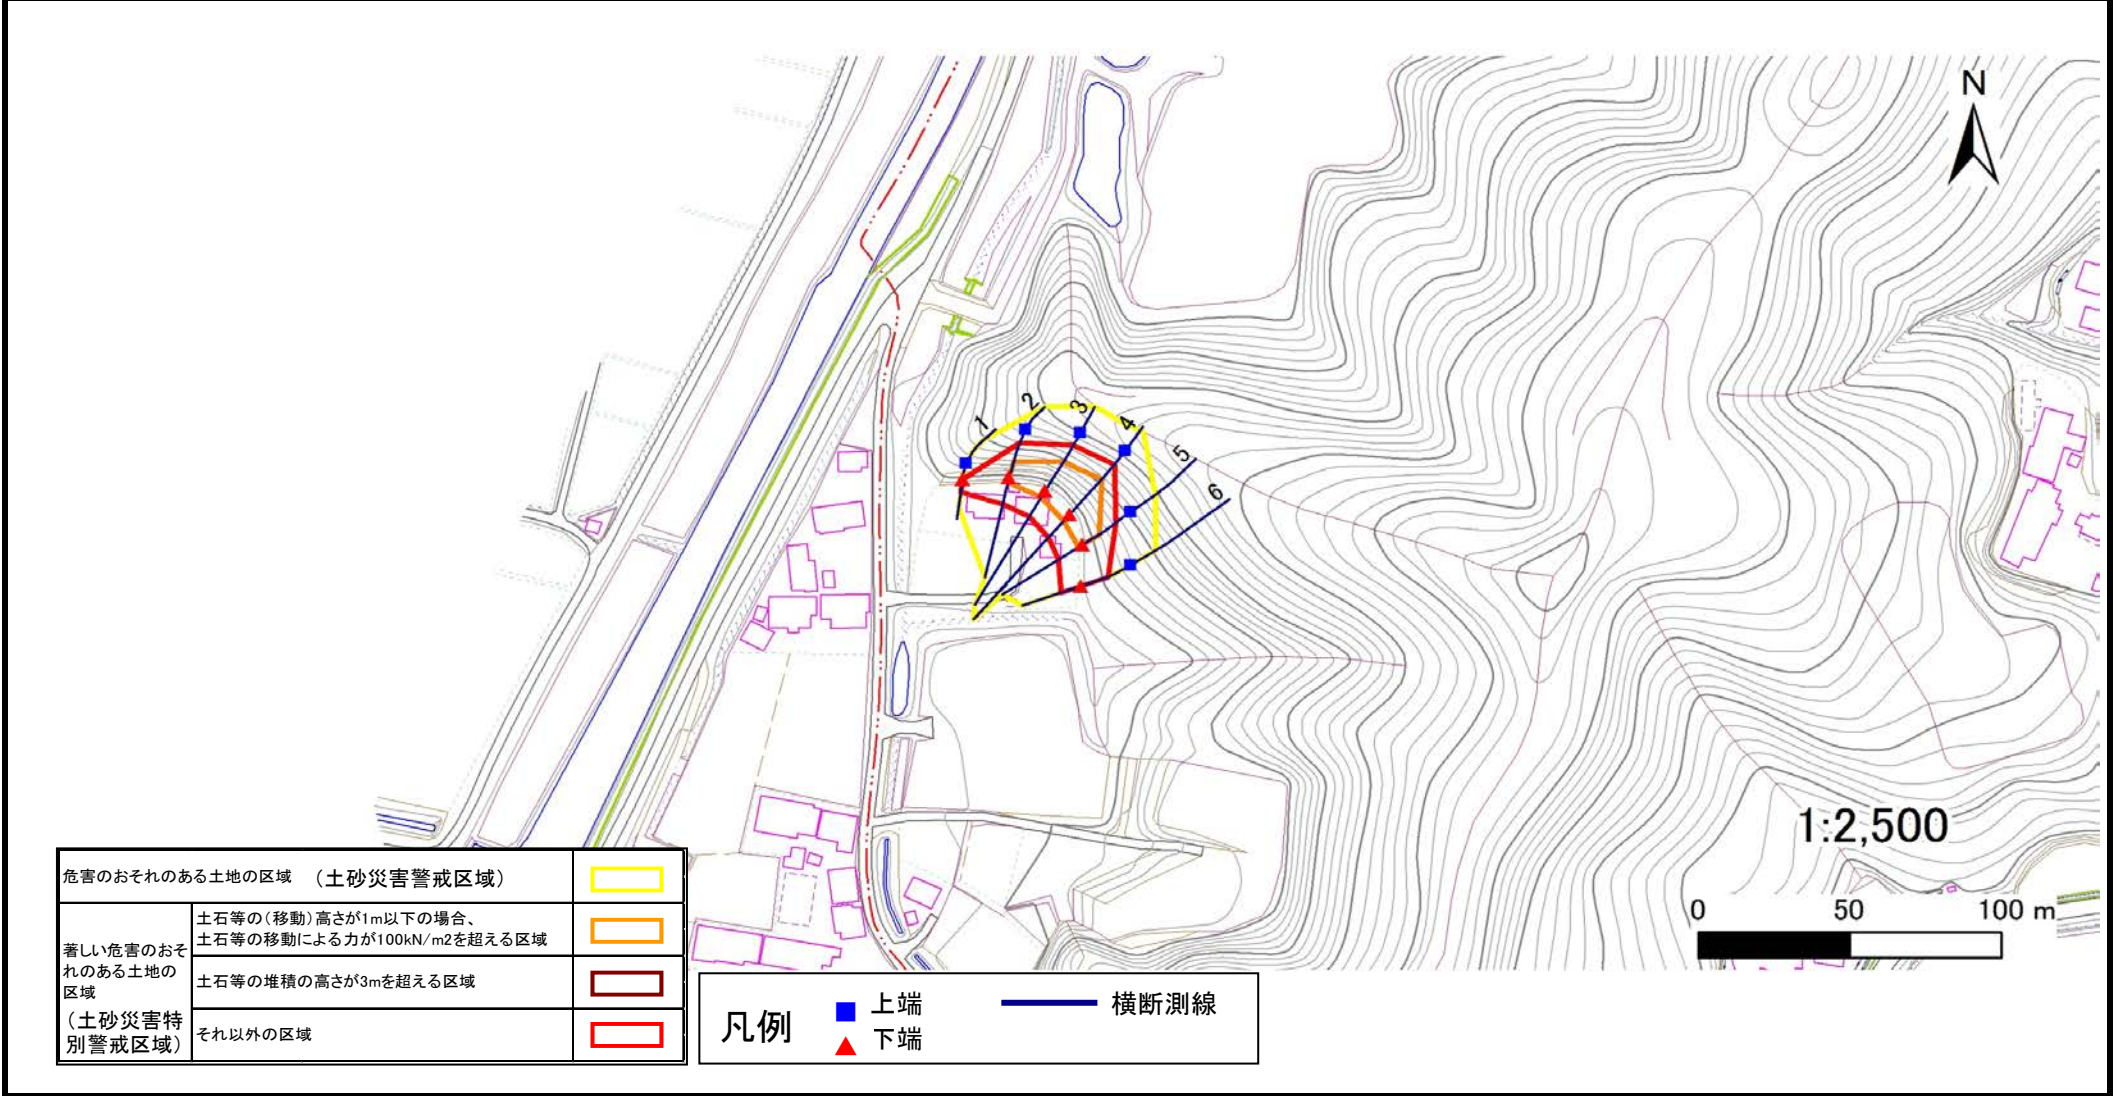 N
1
2
3
4
5
6
1:2,500
0 50 100 m
危害のおそれのある土地の区域 (土砂災害警戒区域)
著しい危害のおそ
れのある土地の
区域
(土砂災害特
別警戒区域)
土石等の(移動)高さが1m以下の場合、
土石等の移動による力が100kN/m2を超える区域
土石等の堆積の高さが3mを超える区域
それ以外の区域
凡例
上端
下端
横断測線